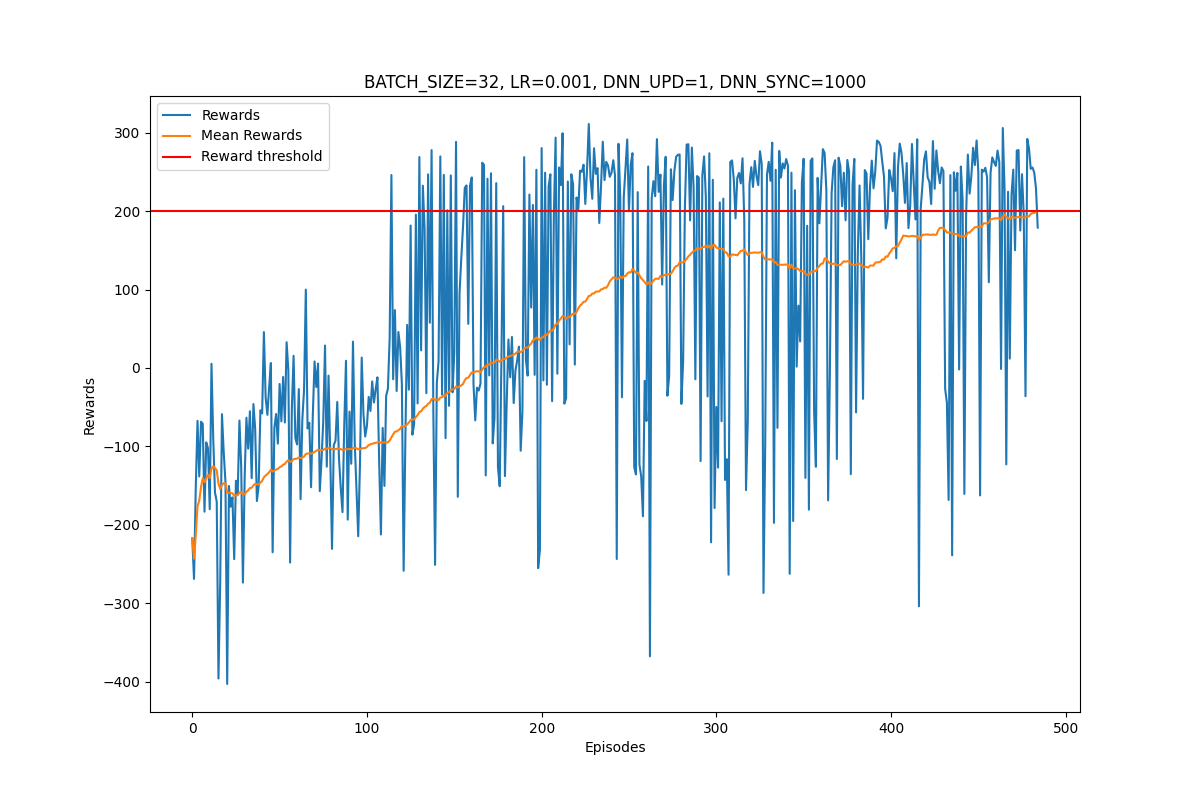 BATCH_SIZE=32, LR=0.001, DNN_UPD=1, DNN_SYNC=1000
Rewards
Mean Rewards
Reward threshold
300
200
100
0
−100
−200
−300
−400
Rewards
0
100
200
300
400
500
Episodes